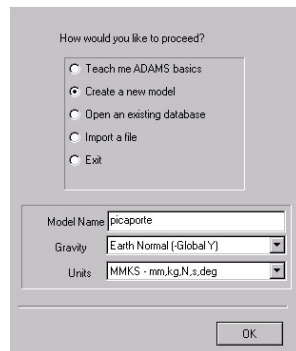 How would you like to proceed?
Teach me ADAMS basics
Create a new model
Open an existing database
Import a file
Exit
Model Name picaporte
Gravity Earth Normal (-Global Y)
Units MMKS - mm,kg,N,s,deg
OK